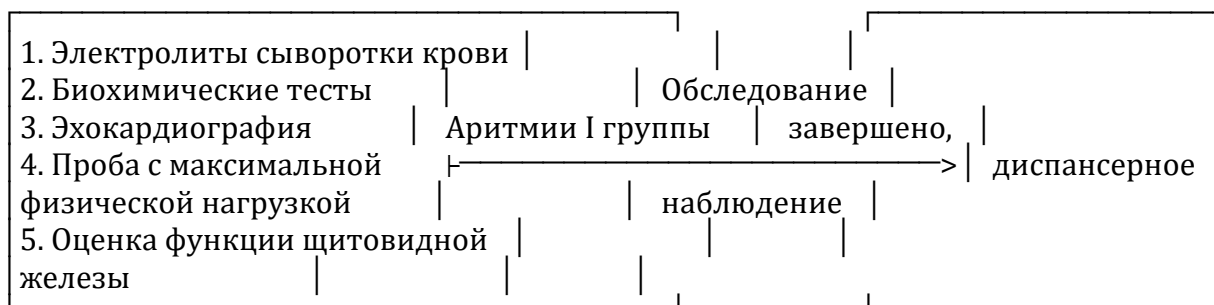 1. Электролиты сыворотки крови
2. Биохимические тесты Обследование
3. Эхокардиография Аритмии I группы завершено,
4. Проба с максимальной диспансерное
физической нагрузкой наблюдение
5. Оценка функции щитовидной
железы